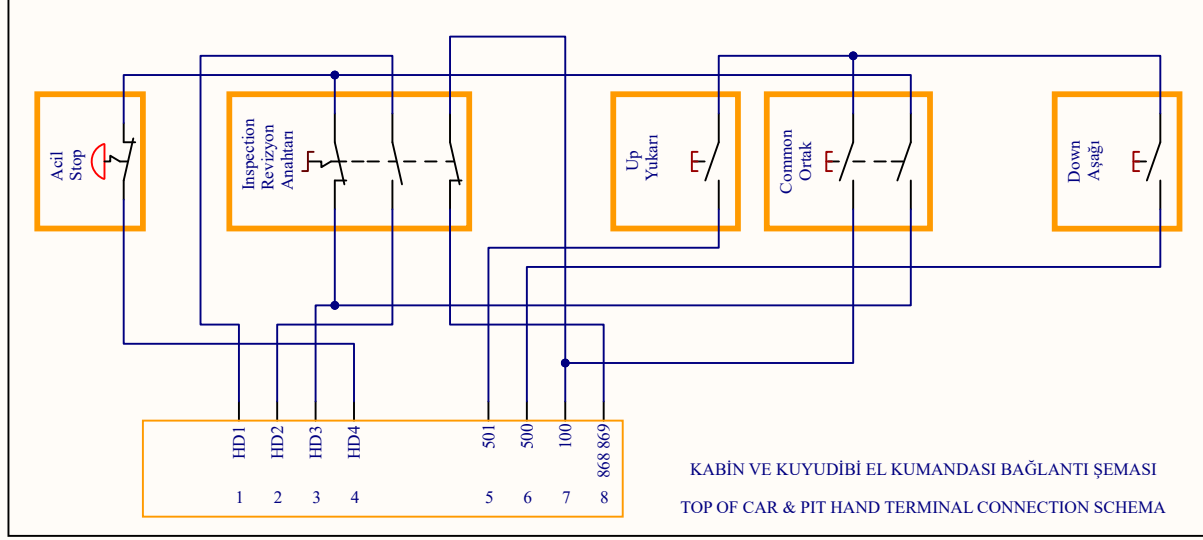 Acil
Stop
Inspection
Revizyon
Anahtarı
Up
Yukarı
Common
Ortak
Down
Aşağı
HD1
HD2
HD3
HD4
501
500
100
868 869
1
2
3
4
5
6
7
8
KABİN VE KUYUDİBİ EL KUMANDASI BAĞLANTI ŞEMASI
TOP OF CAR & PIT HAND TERMINAL CONNECTION SCHEMA